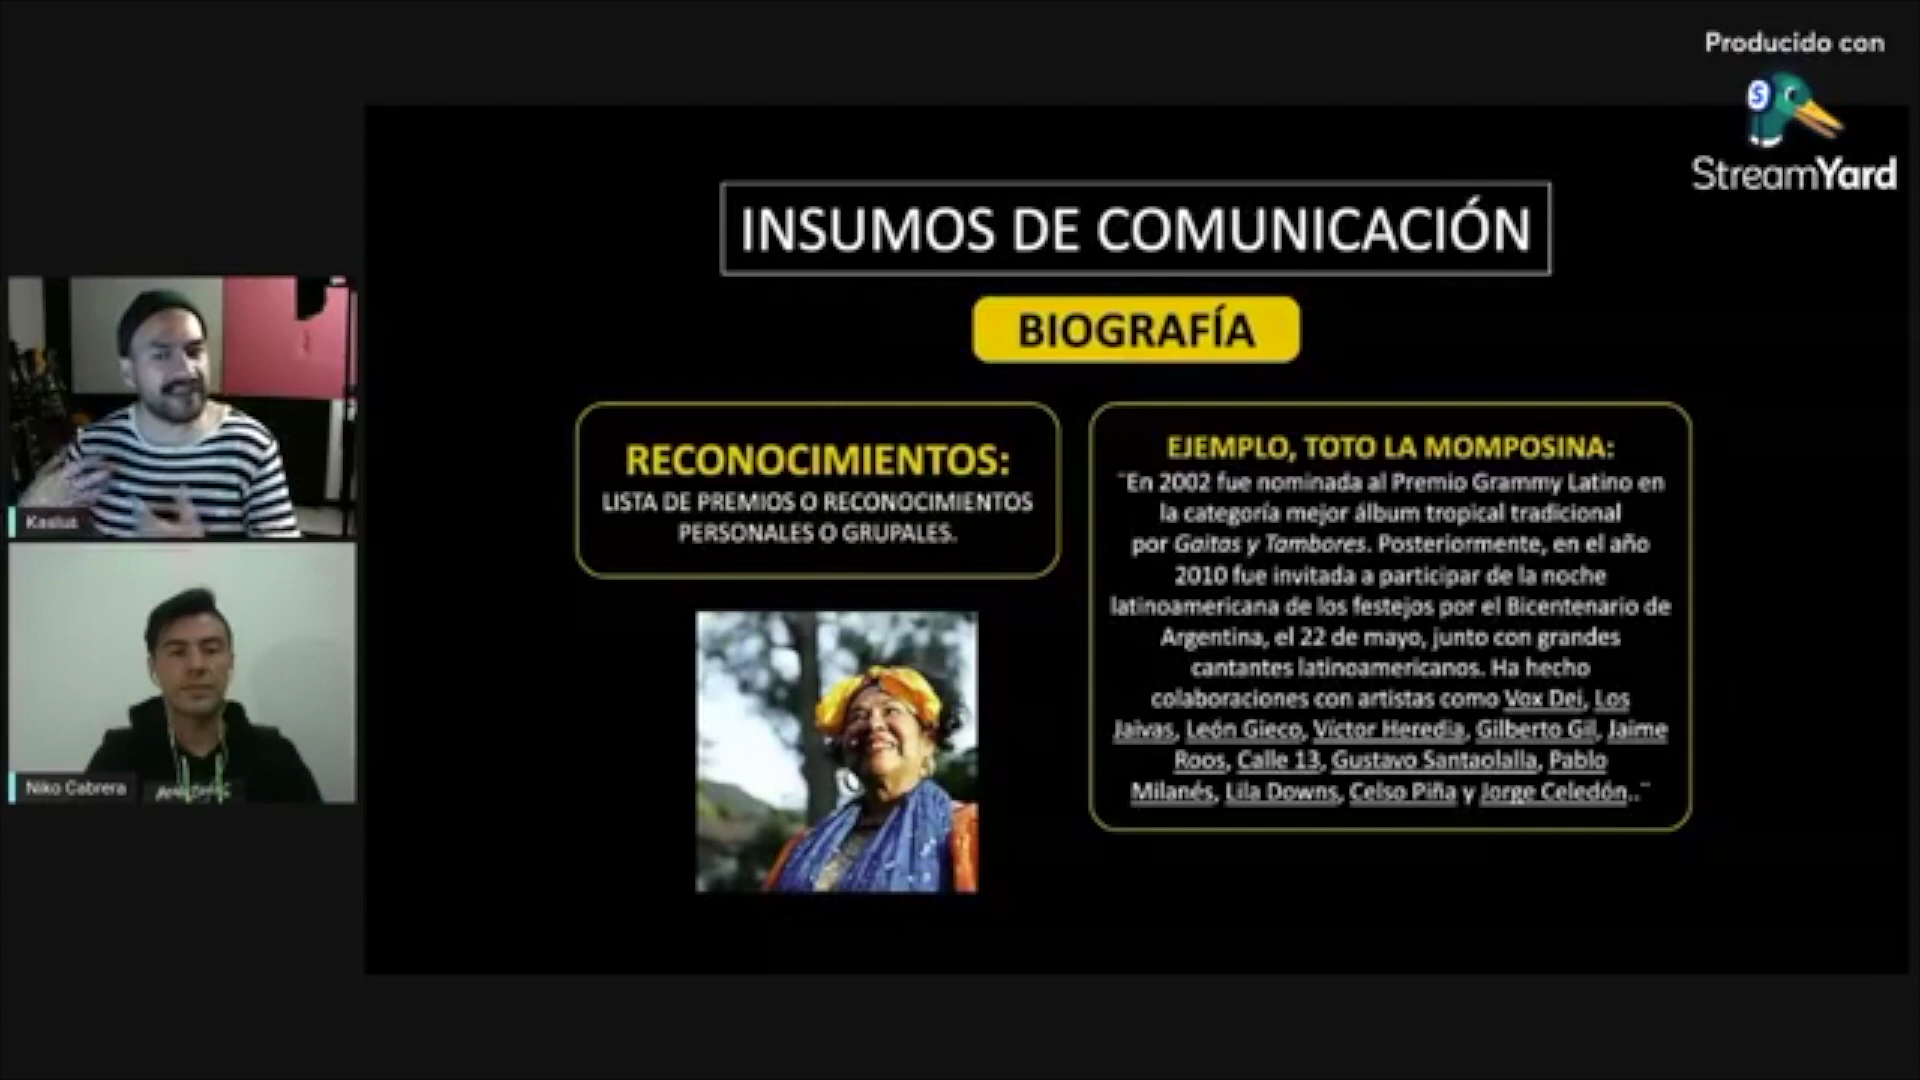 Producido con
StreamYard
INSUMOS DE COMUNICACIÓN
BIOGRAFÍA
RECONOCIMIENTOS:
LISTA DE PREMIOS O RECONOCIMIENTOS
PERSONALES O GRUPALES.
EJEMPLO, TOTO LA MOMPOSINA:
¨En 2002 fue nominada al Premio Grammy Latino en
la categoría mejor álbum tropical tradicional
por Gaitas y Tambores. Posteriormente, en el año
2010 fue invitada a participar de la noche
latinoamericana de los festejos por el Bicentenario de
Argentina, el 22 de mayo, junto con grandes
cantantes latinoamericanos. Ha hecho
colaboraciones con artistas como Vox Dei, Los
Jaivas, León Gieco, Víctor Heredia, Gilberto Gil, Jaime
Roos, Calle 13, Gustavo Santaolalla, Pablo
Milanés, Lila Downs, Celso Piña y Jorge Celedón..¨
Niko Cabrera